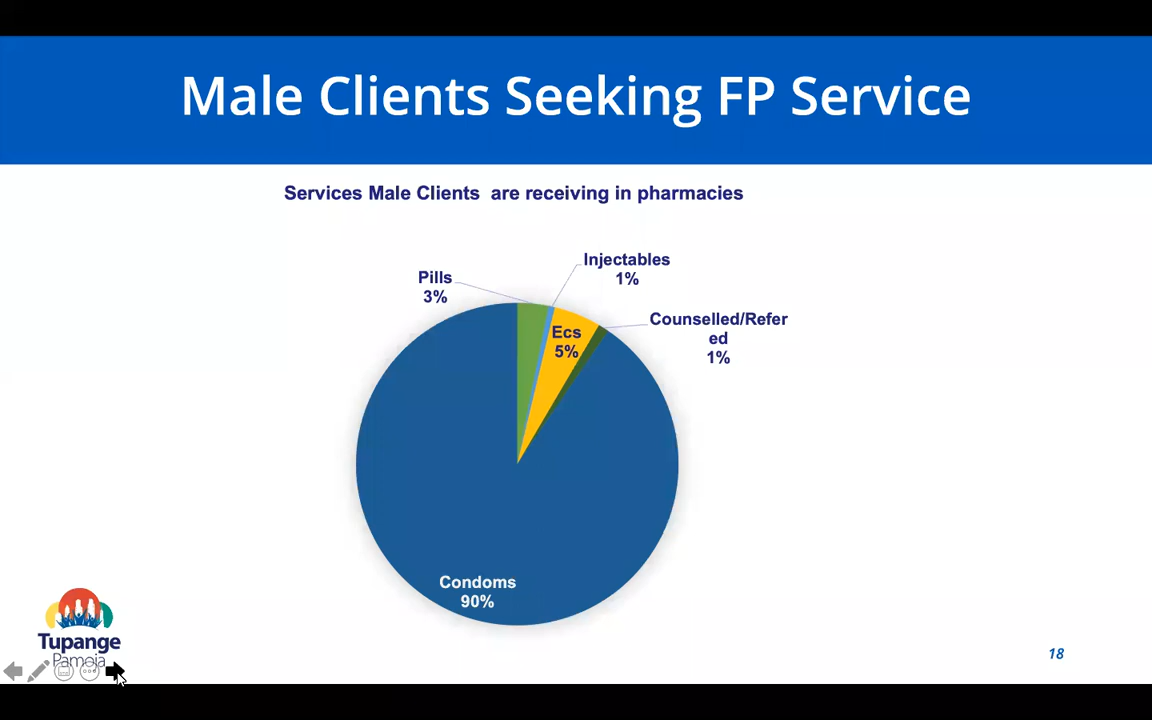 Male Clients Seeking FP Service
Services Male Clients are receiving in pharmacies
Injectables
1%
Pills
3%
Counselled/Refer
ed
1%
Ecs
5%
Condoms
90%
Tupange
Pamoja
18